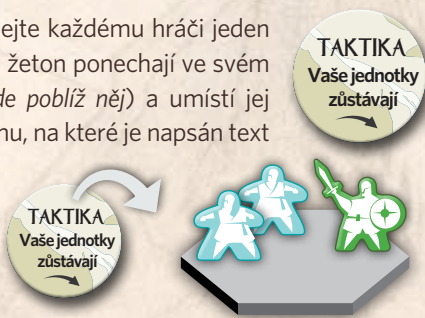 ejte každému hráči jeden
žeton ponechají ve svém
de poblíž něj) a umístí jej
nu, na které je napsán text
TAKTIKA
Vaše jednotky
zůstávají
TAKTIKA
Vaše jednotky
zůstávají